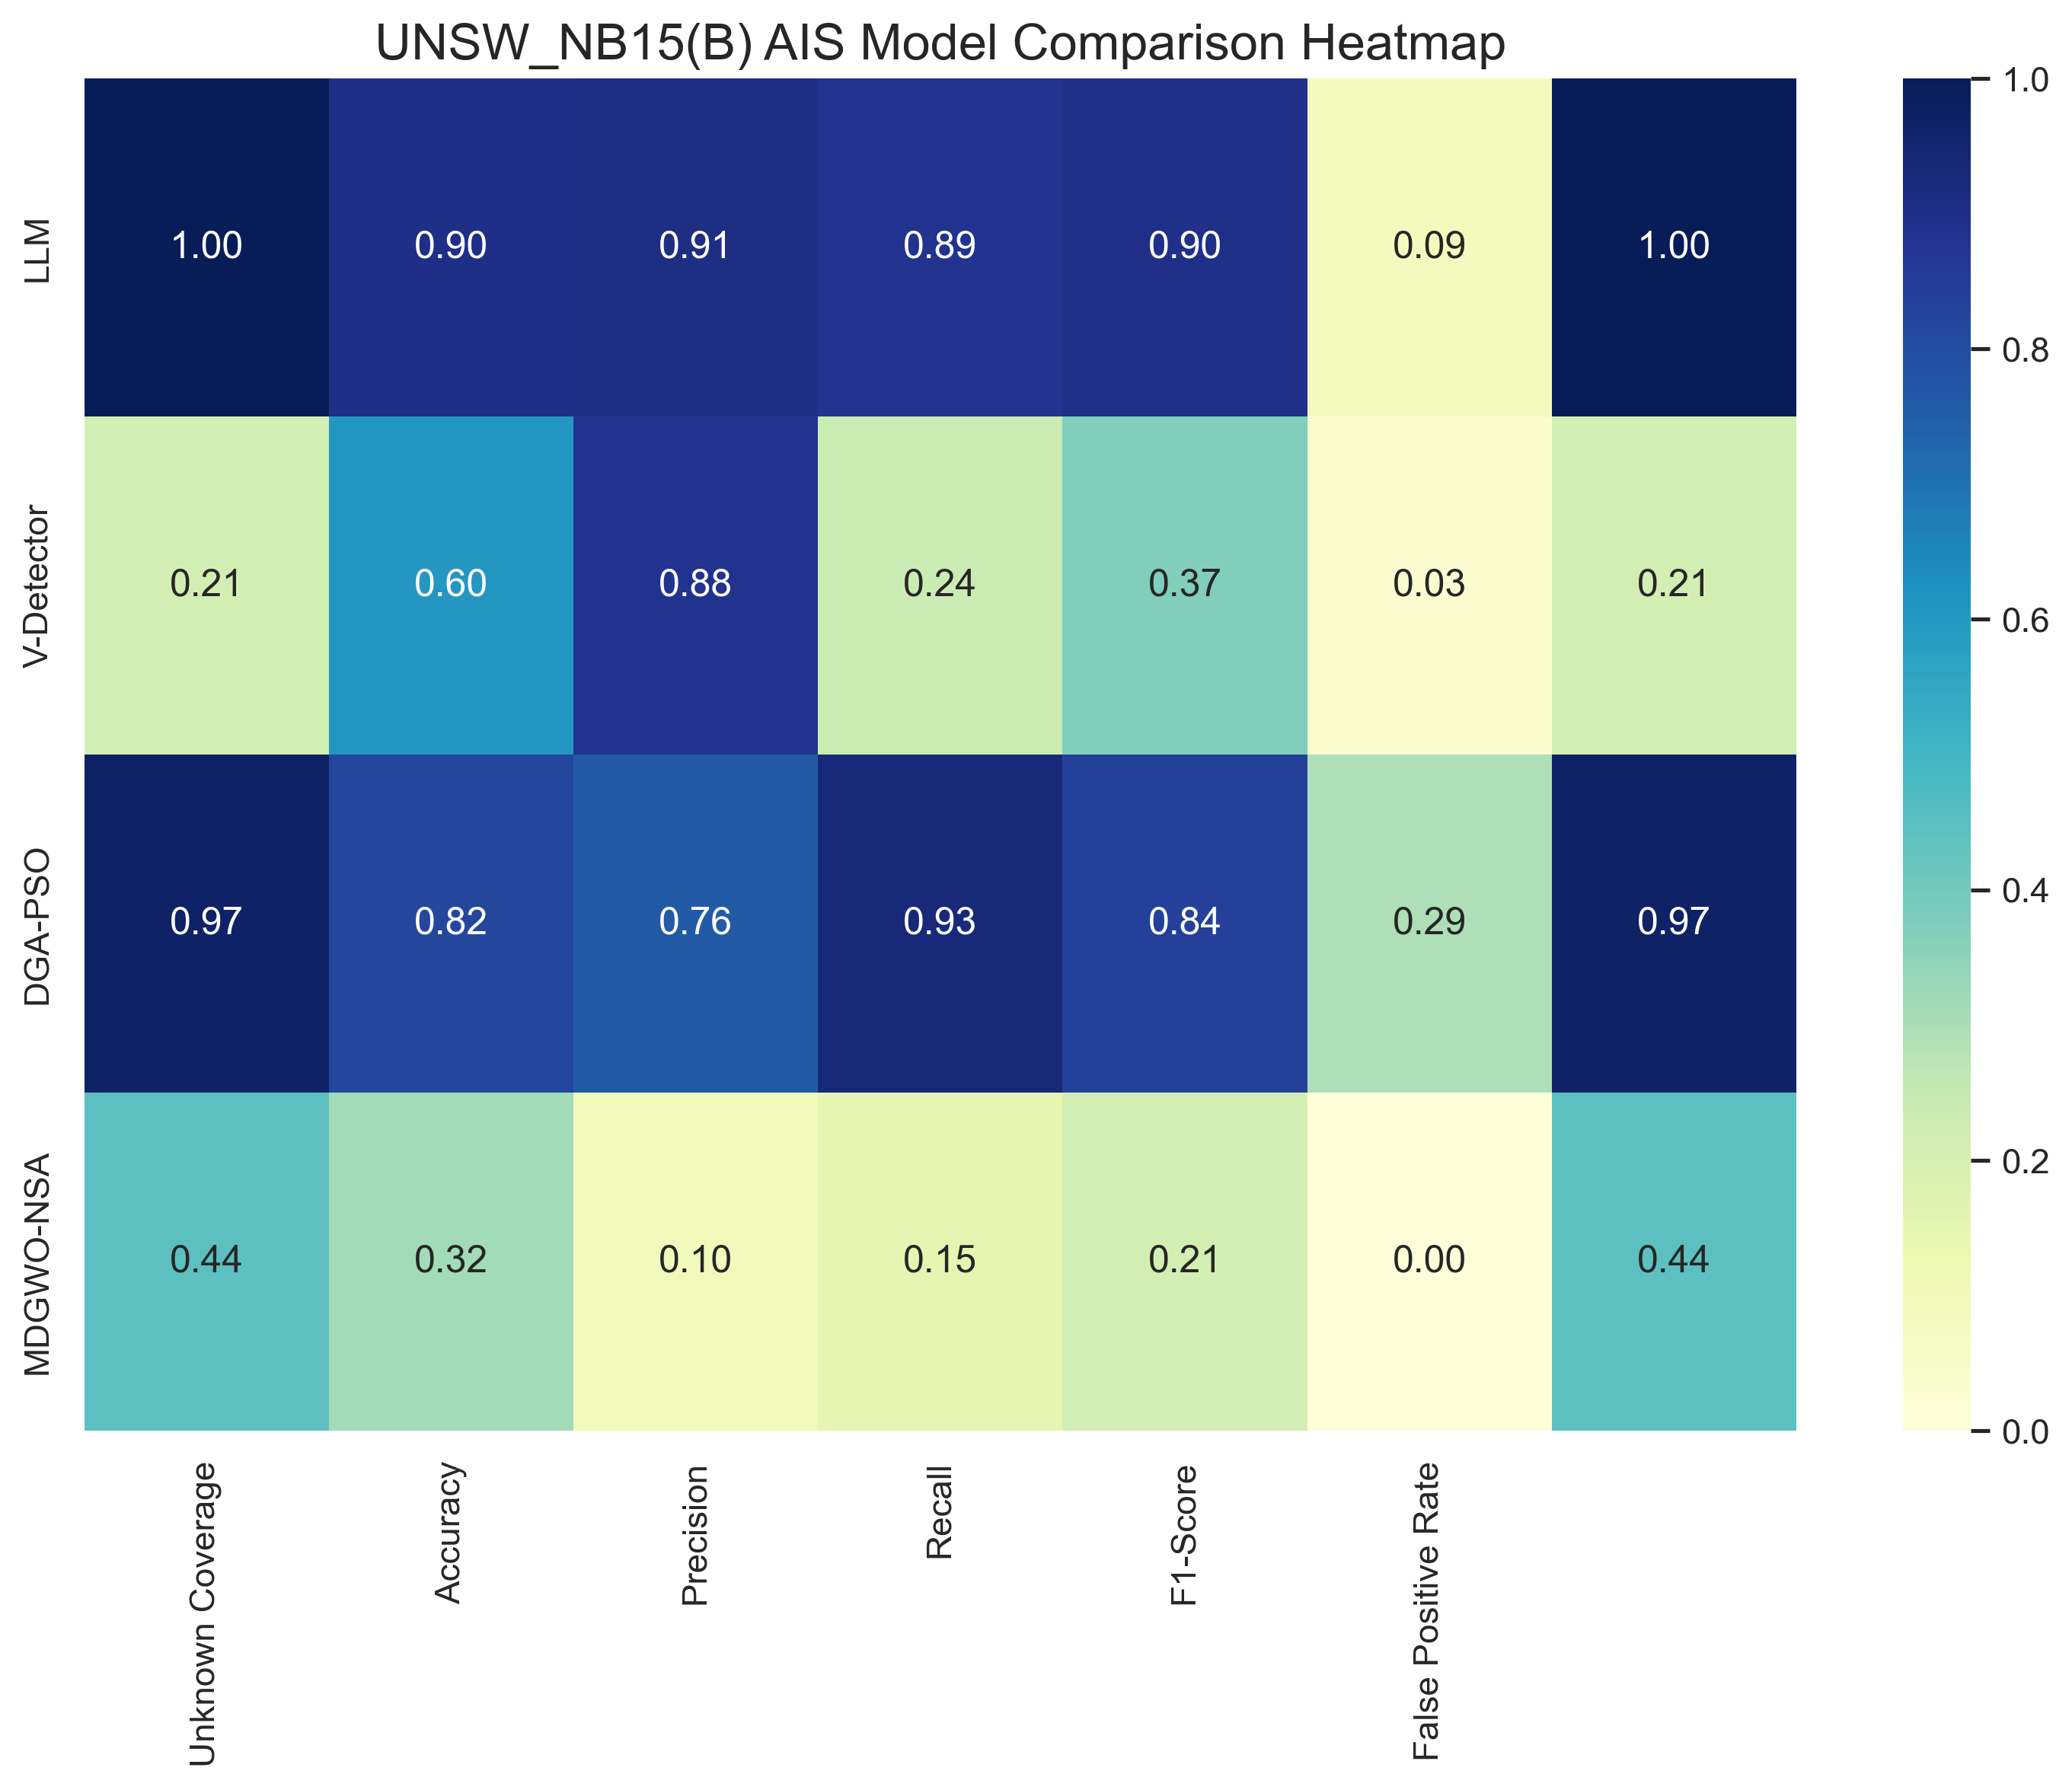 UNSW_NB15(B) AIS Model Comparison Heatmap
LLM
1.00 0.90 0.91 0.89 0.90 0.09 1.00
V-Detector
0.21 0.60 0.88 0.24 0.37 0.03 0.21
DGA-PSO
0.97 0.82 0.76 0.93 0.84 0.29 0.97
MDGWO-NSA
0.44 0.32 0.10 0.15 0.21 0.00 0.44
Unknown Coverage
Accuracy
Precision
Recall
F1-Score
False Positive Rate
1.0
0.8
0.6
0.4
0.2
0.0